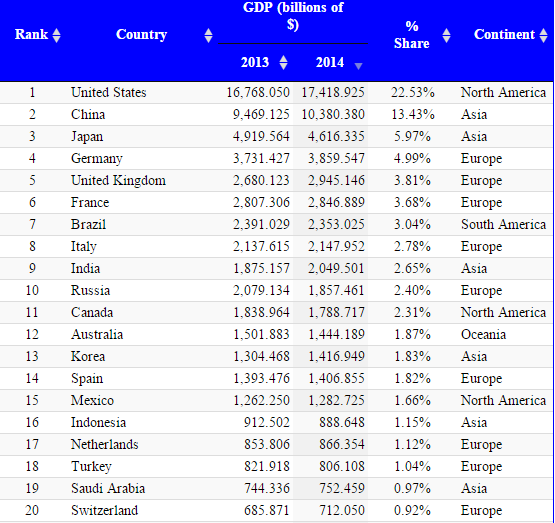 GDP (billions of
$)
Rank Country % Share Continent
2013 2014
1 United States 16,768.050 17,418.925 22.53% North America
2 China 9,469.125 10,380.380 13.43% Asia
3 Japan 4,919.564 4,616.335 5.97% Asia
4 Germany 3,731.427 3,859.547 4.99% Europe
5 United Kingdom 2,680.123 2,945.146 3.81% Europe
6 France 2,807.306 2,846.889 3.68% Europe
7 Brazil 2,391.029 2,353.025 3.04% South America
8 Italy 2,137.615 2,147.952 2.78% Europe
9 India 1,875.157 2,049.501 2.65% Asia
10 Russia 2,079.134 1,857.461 2.40% Europe
11 Canada 1,838.964 1,788.717 2.31% North America
12 Australia 1,501.883 1,444.189 1.87% Oceania
13 Korea 1,304.468 1,416.949 1.83% Asia
14 Spain 1,393.476 1,406.855 1.82% Europe
15 Mexico 1,262.250 1,282.725 1.66% North America
16 Indonesia 912.502 888.648 1.15% Asia
17 Netherlands 853.806 866.354 1.12% Europe
18 Turkey 821.918 806.108 1.04% Europe
19 Saudi Arabia 744.336 752.459 0.97% Asia
20 Switzerland 685.871 712.050 0.92% Europe